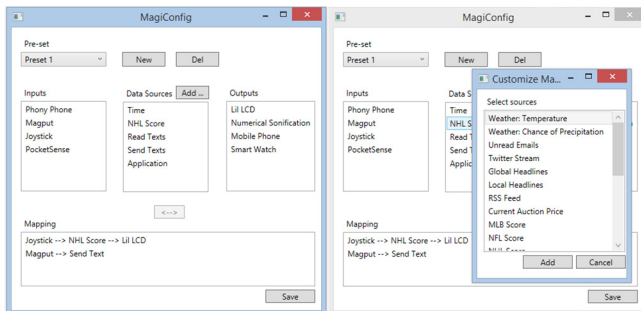 MagiConfig
Pre-set
Preset 1
New
Del
Inputs
Data Sources
Add ...
Outputs
Phony Phone
Magput
Joystick
PocketSense
Time
NHL Score
Read Texts
Send Texts
Application
Lil LCD
Numerical Sonification
Mobile Phone
Smart Watch
<-->
Mapping
Joystick --> NHL Score --> Lil LCD
Magput --> Send Text
Save
MagiConfig
Pre-set
Preset 1
New
Del
Inputs
Data S
Phony Phone
Magput
Joystick
PocketSense
Time
NHL S
Read T
Send T
Applic
Mapping
Joystick --> NHL Score --> Lil LCD
Magput --> Send Text
Save
Customize Ma...
Select sources
Weather: Temperature
Weather: Chance of Precipitation
Unread Emails
Twitter Stream
Global Headlines
Local Headlines
RSS Feed
Current Auction Price
MLB Score
NFL Score
Add
Cancel